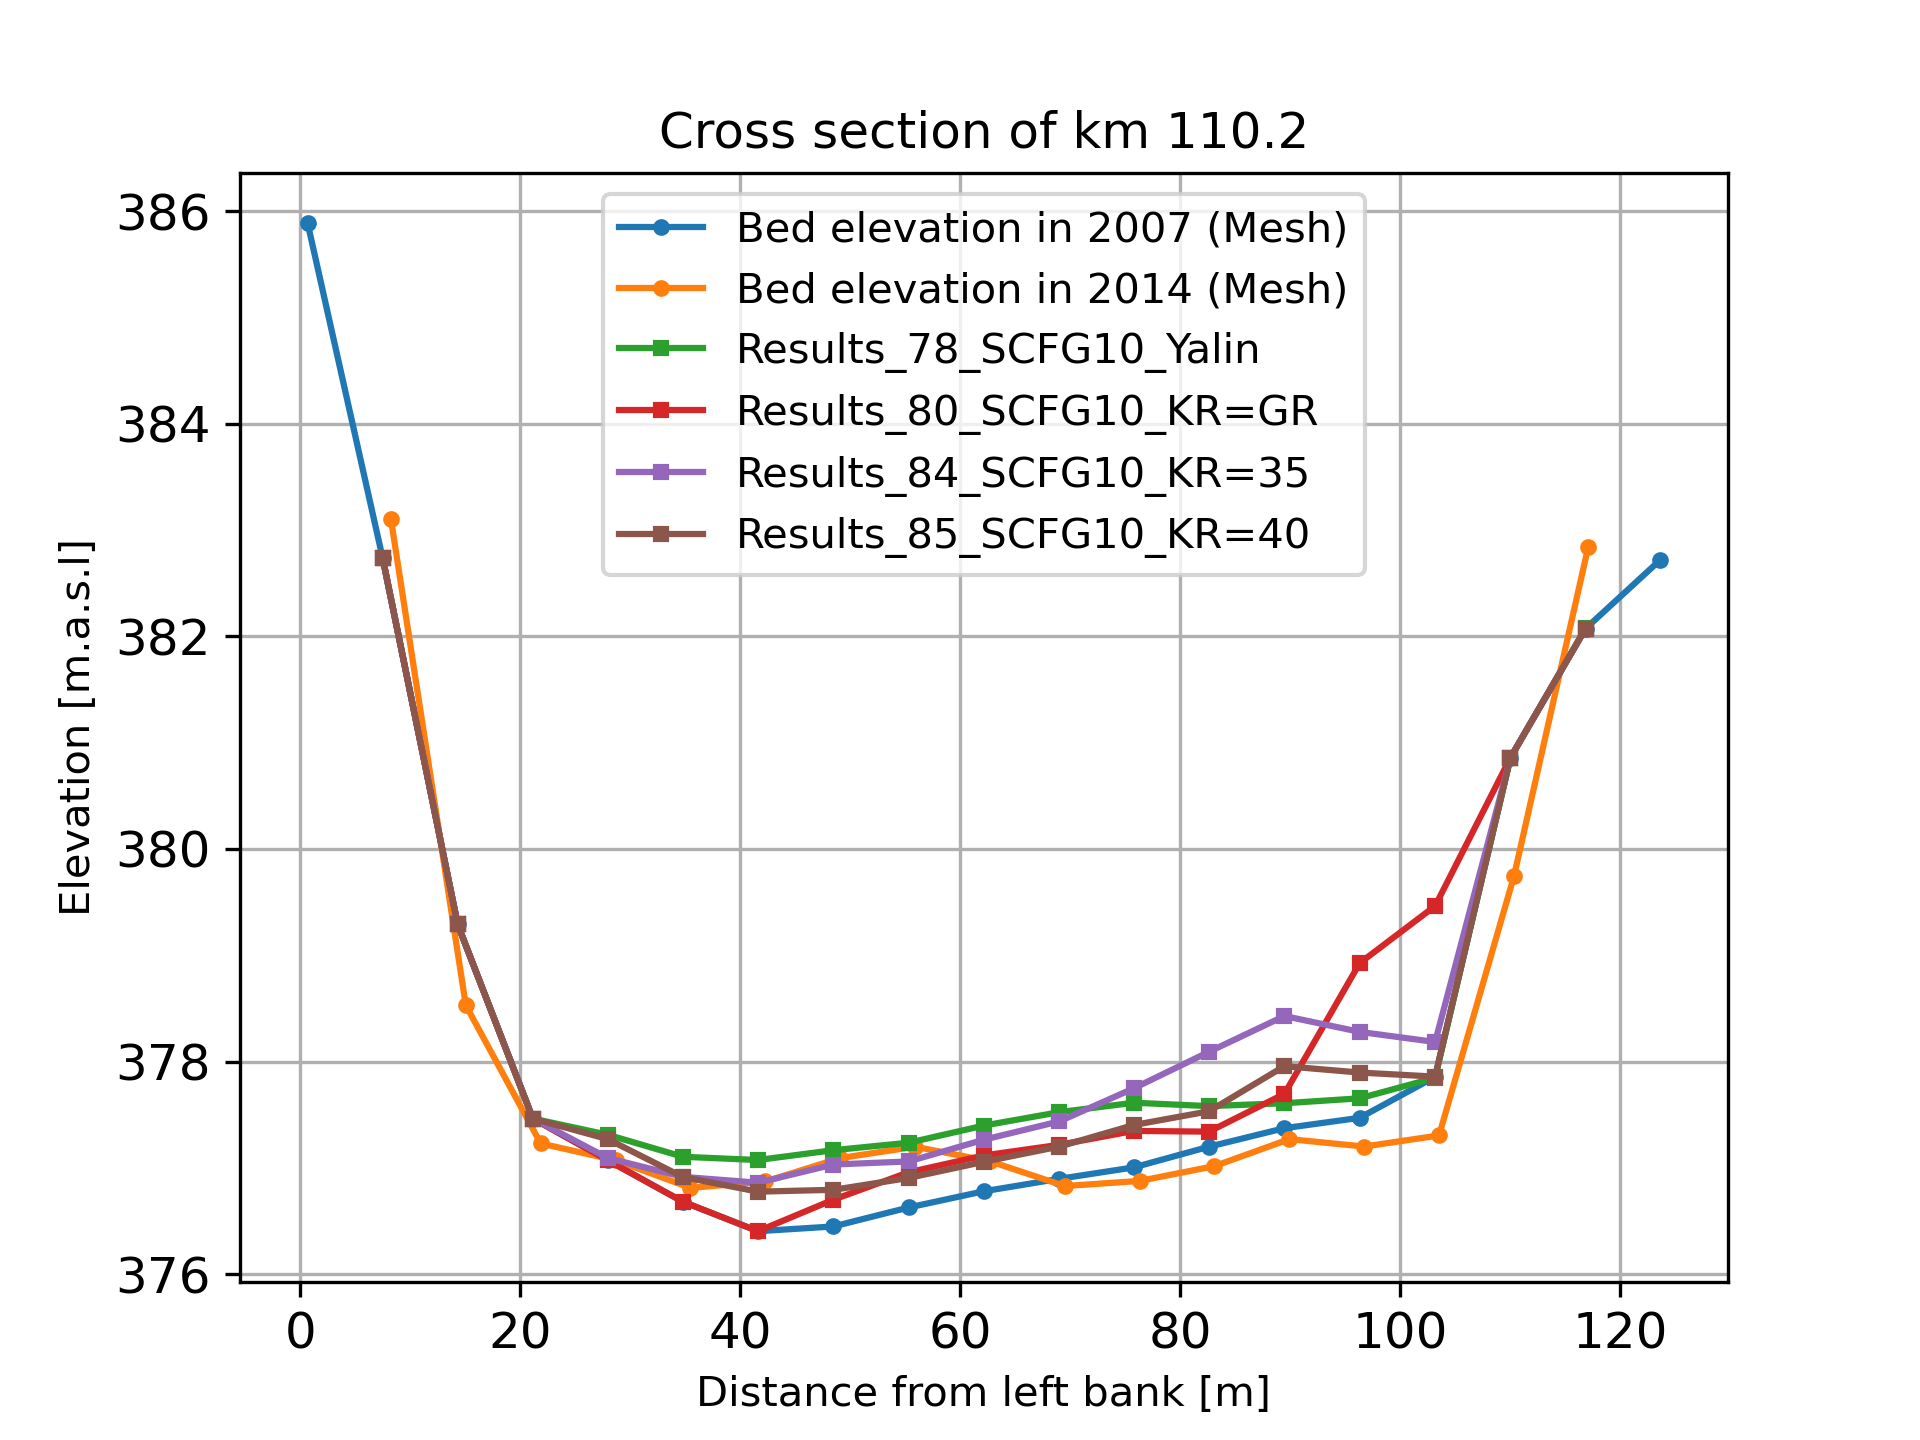 Cross section of km 110.2
386
384
382
380
378
376
Elevation [m.a.s.l]
Bed elevation in 2007 (Mesh)
Bed elevation in 2014 (Mesh)
Results_78_SCFG10_Yalin
Results_80_SCFG10_KR=GR
Results_84_SCFG10_KR=35
Results_85_SCFG10_KR=40
0 20 40 60 80 100 120
Distance from left bank [m]